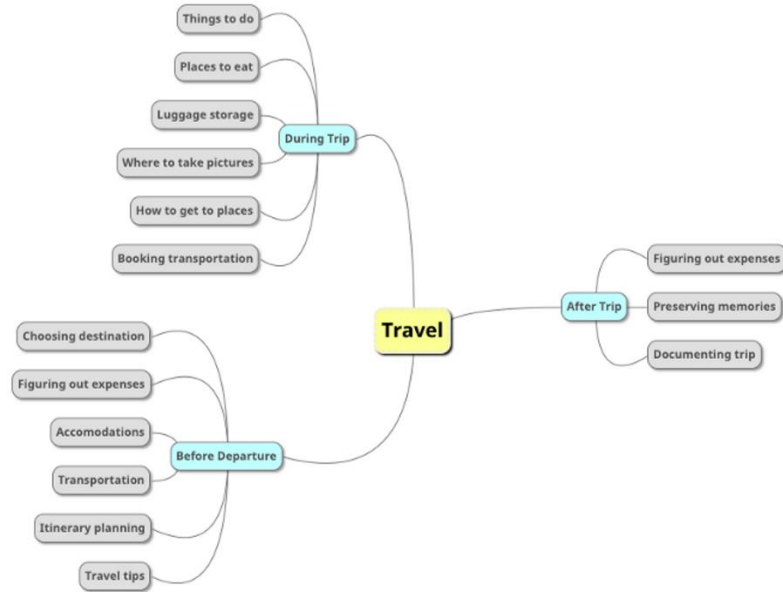 Things to do
Places to eat
Luggage storage
During Trip
Where to take pictures
How to get to places
Booking transportation
Figuring out expenses
After Trip
Preserving memories
Documenting trip
Travel
Choosing destination
Figuring out expenses
Accomodations
Before Departure
Transportation
Itinerary planning
Travel tips